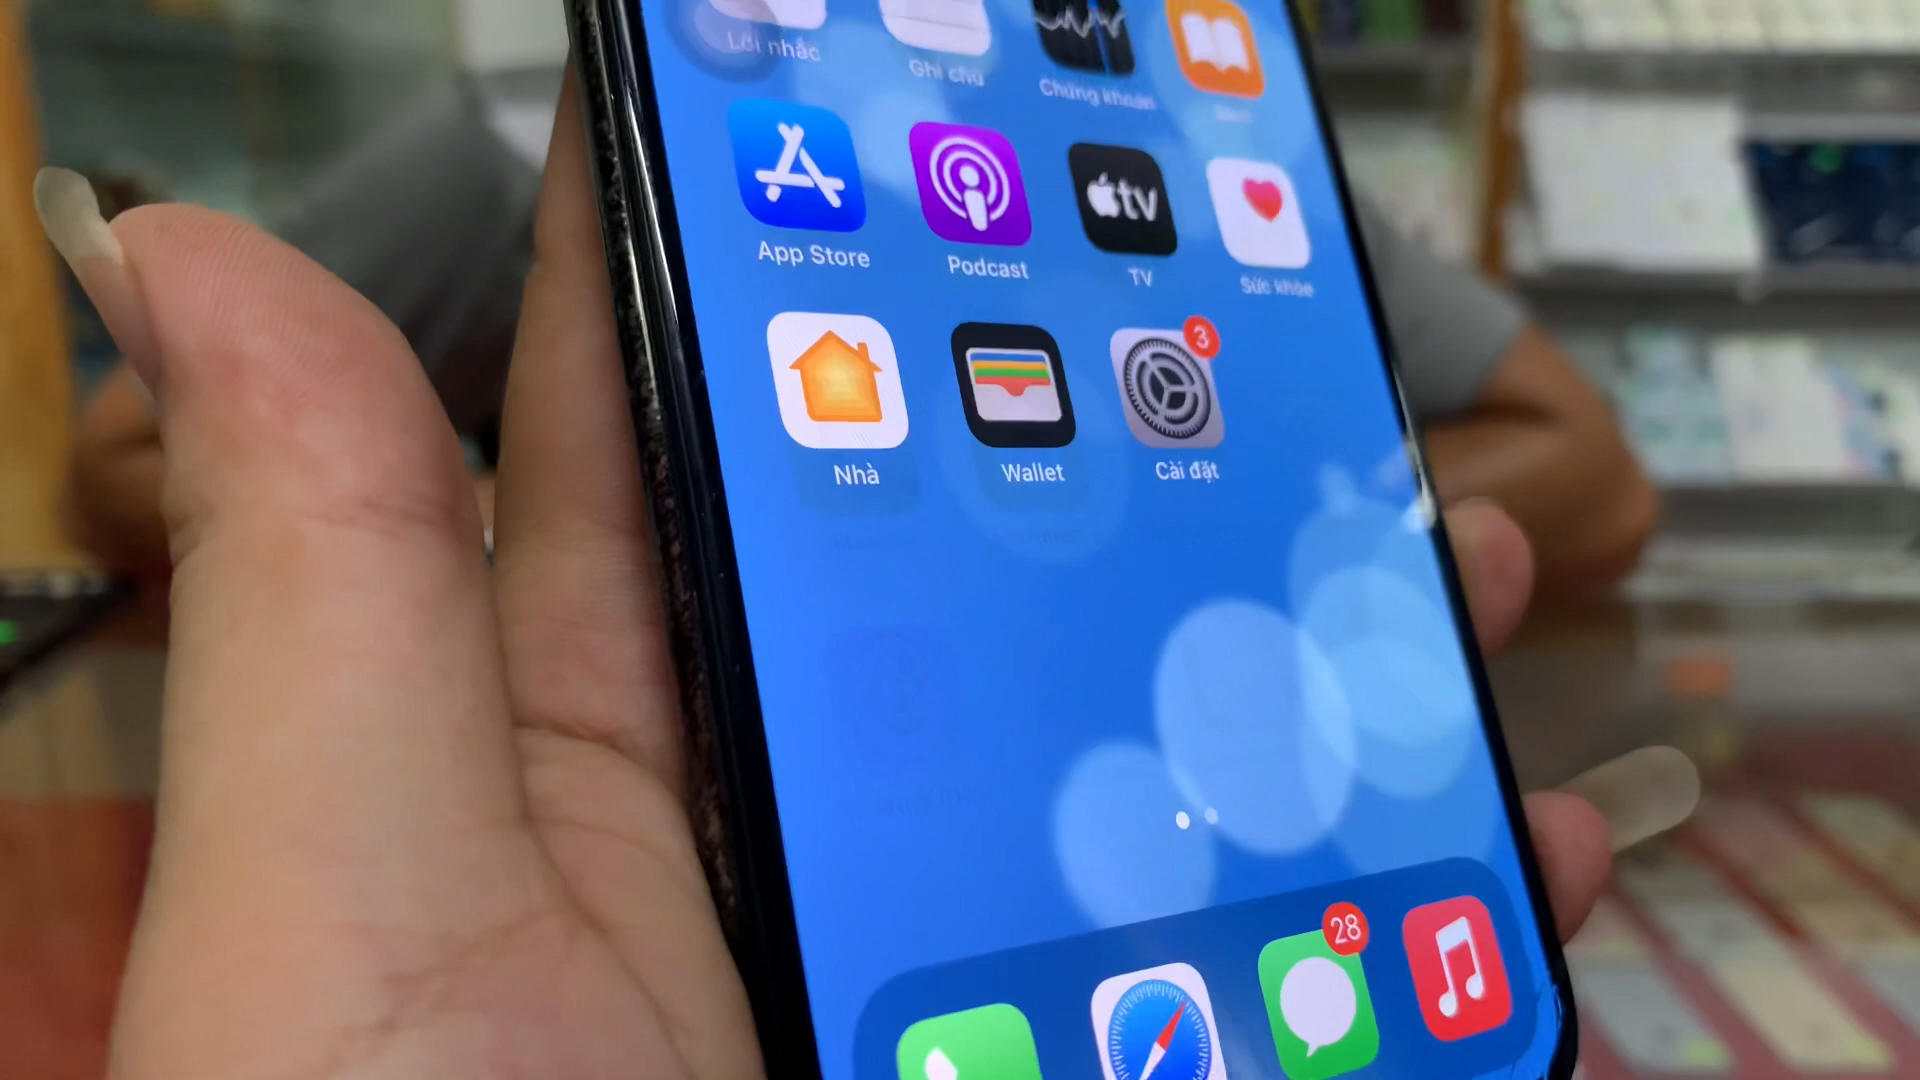 Lời nhắc
Ghi chú
Chứng khoán
App Store
Podcast
tv
TV
Sức khỏe
Nhà
Wallet
3
Cài đặt
28